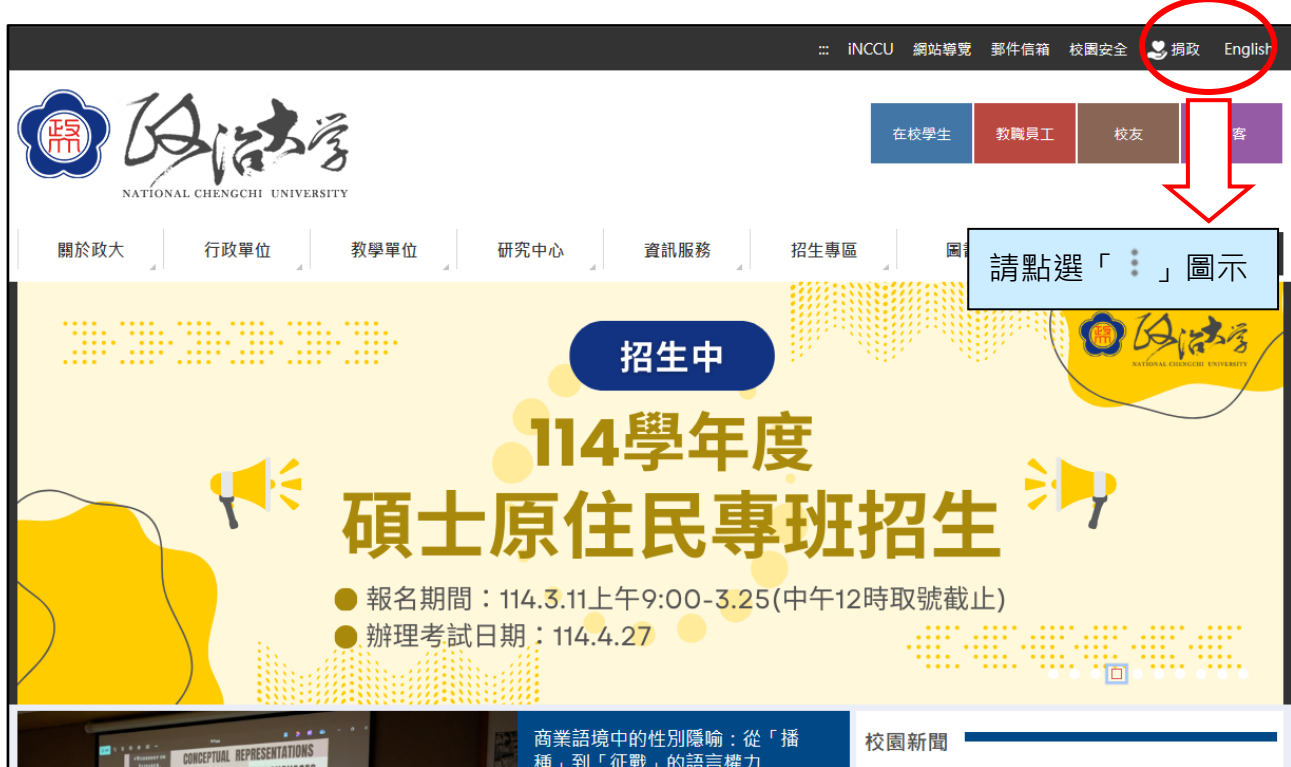 ::: iNCCU 網站導覽 郵件信箱 校園安全 捐政 English
政
政治大学
NATIONAL CHENGCHI UNIVERSITY
在校學生 教職員工 校友 客
關於政大 行政單位 教學單位 研究中心 資訊服務 招生專區 圖
請點選「⋮」圖示
招生中
政治大学
NATIONAL CHENGCHI UNIVERSITY
114學年度
碩士原住民專班招生
● 報名期間：114.3.11上午9:00-3.25(中午12時取號截止)
● 辦理考試日期：114.4.27
CONCEPTUAL REPRESENTATIONS
商業語境中的性別隱喻：從「播
種」到「征戰」的語言權力
校園新聞